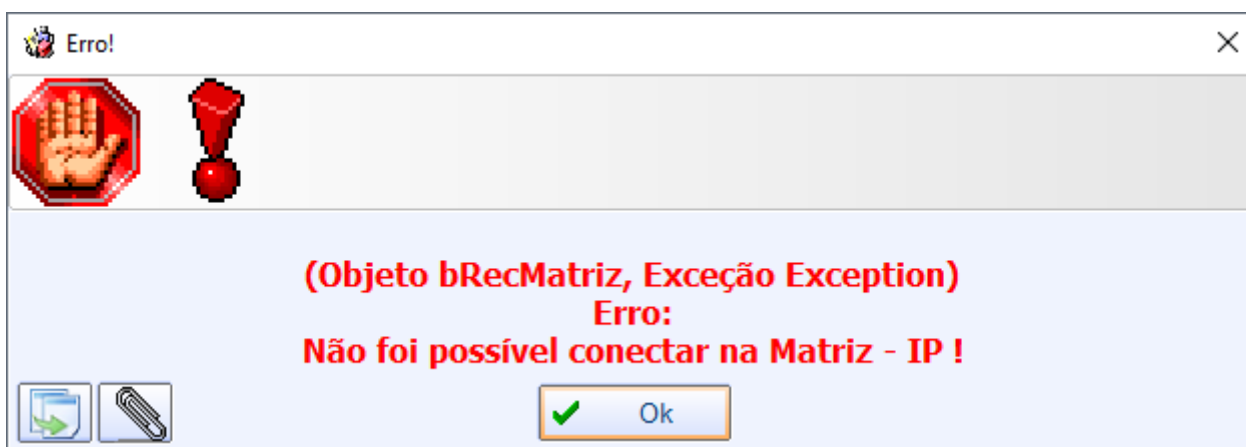 Erro!
(Objeto bRecMatriz, Exceção Exception)
Erro:
Não foi possível conectar na Matriz - IP !
Ok